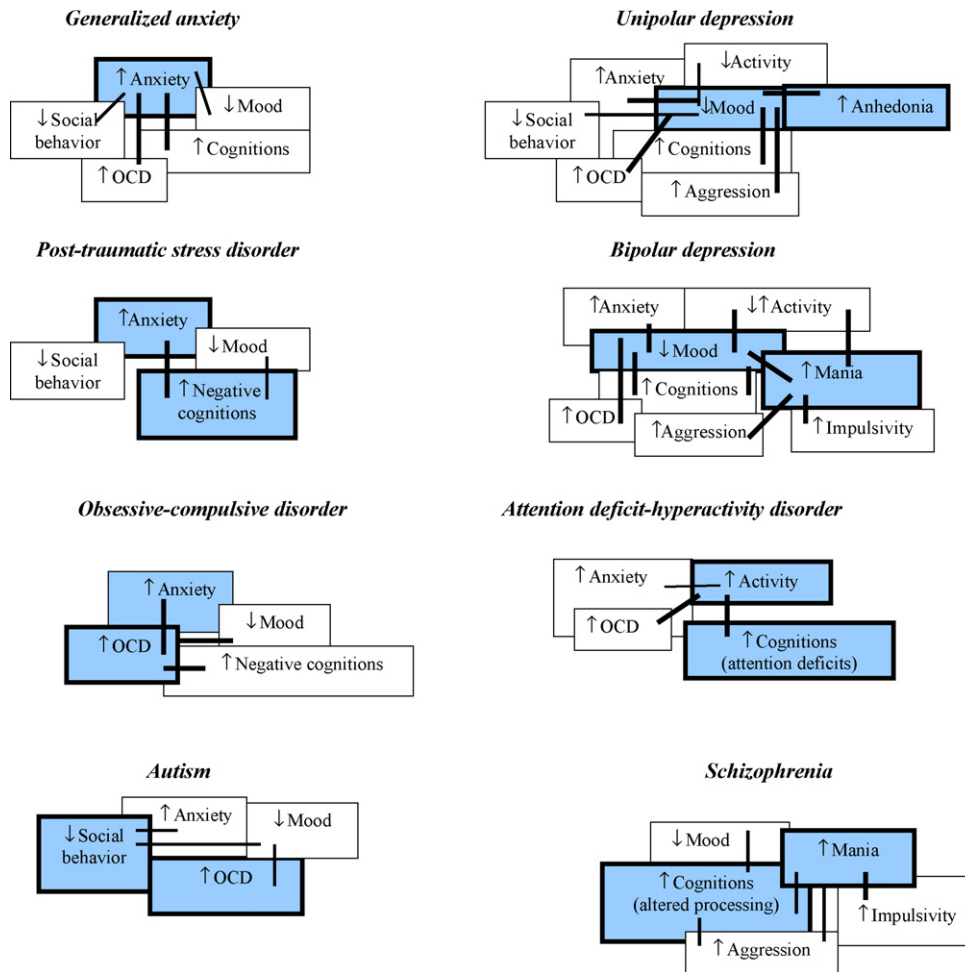 Generalized anxiety
↑ Anxiety
↓ Social
behavior
↓ Mood
↑ Cognitions
↑ OCD
Unipolar depression
↓Activity
↑Anxiety
↓Mood
↑ Anhedonia
↓ Social
behavior
↑ Cognitions
↑ OCD
↑ Aggression
Post-traumatic stress disorder
↑Anxiety
↓ Social
behavior
↓ Mood
↑ Negative
cognitions
Bipolar depression
↑Anxiety
↓↑ Activity
↓ Mood
↑ Mania
↑ Cognitions
↑ OCD
↑Aggression
↑ Impulsivity
Obsessive-compulsive disorder
↑ Anxiety
↓ Mood
↑ OCD
↑ Negative cognitions
Attention deficit-hyperactivity disorder
↑ Anxiety
↑ Activity
↑ OCD
↑ Cognitions
(attention deficits)
Autism
↑ Anxiety
↓ Mood
↓ Social
behavior
↑ OCD
Schizophrenia
↓ Mood
↑ Mania
↑ Cognitions
(altered processing)
↑ Impulsivity
↑ Aggression